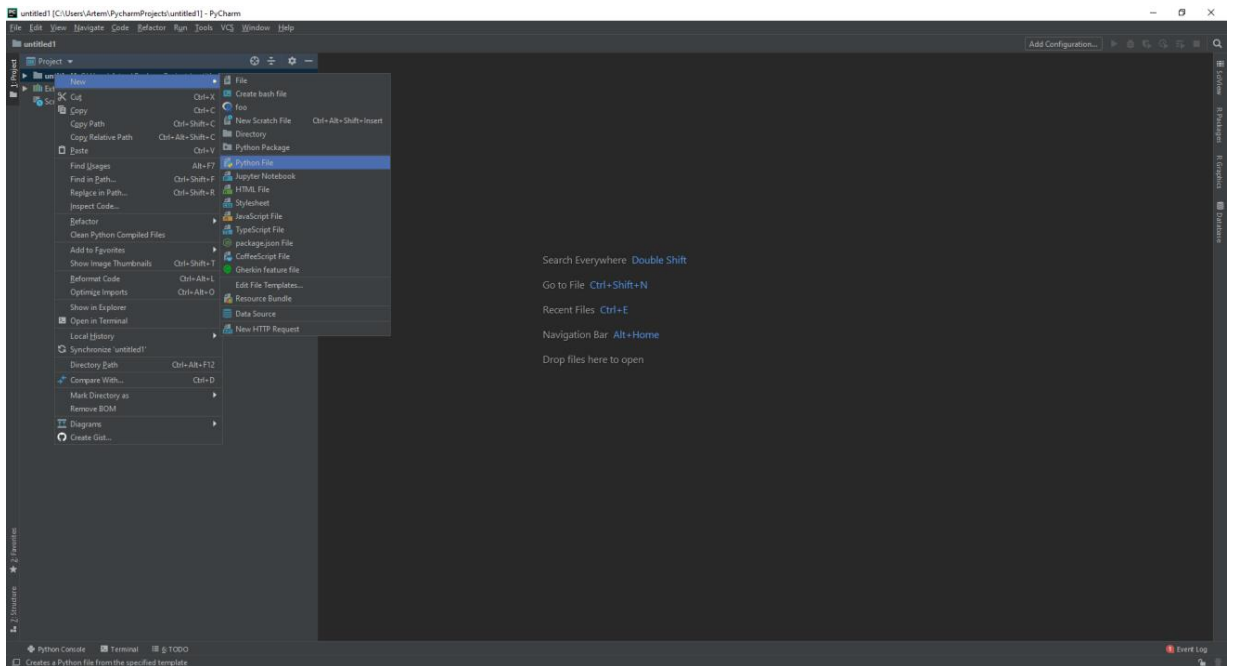 untitled1 [C:\Users\Artem\PycharmProjects\untitled1] - PyCharm
File Edit View Navigate Code Refactor Run Tools VCS Window Help
untitled1
Add Configuration...
1: Project
Project
New
Cut Ctrl+X
Copy Ctrl+C
Copy Path Ctrl+Shift+C
Copy Relative Path Ctrl+Alt+Shift+C
Paste Ctrl+V
Find Usages Alt+F7
Find in Path... Ctrl+Shift+F
Replace in Path... Ctrl+Shift+R
Inspect Code...
Refactor
Clean Python Compiled Files
Add to Favorites
Show Image Thumbnails Ctrl+Shift+T
Reformat Code Ctrl+Alt+L
Optimize Imports Ctrl+Alt+O
Show in Explorer
Open in Terminal
Local History
Synchronize 'untitled1'
Directory Path Ctrl+Alt+F12
Compare With... Ctrl+D
Mark Directory as
Remove BOM
Diagrams
Create Gist...
File
Create bash file
foo
New Scratch File Ctrl+Alt+Shift+Insert
Directory
Python Package
Python File
Jupyter Notebook
HTML File
Stylesheet
JavaScript File
TypeScript File
package.json File
CoffeeScript File
Gherkin feature file
Edit File Templates...
Resource Bundle
Data Source
New HTTP Request
Search Everywhere Double Shift
Go to File Ctrl+Shift+N
Recent Files Ctrl+E
Navigation Bar Alt+Home
Drop files here to open
SciView
R Packages
R Graphics
Database
2: Favorites
Z: Structure
Python Console Terminal 6: TODO
Event Log
Creates a Python file from the specified template